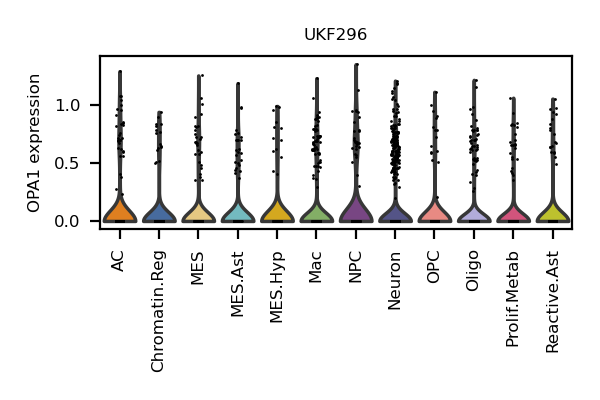 UKF296
OPA1 expression
1.0
0.5
0.0
AC
Chromatin.Reg
MES
MES.Ast
MES.Hyp
Mac
NPC
Neuron
OPC
Oligo
Prolif.Metab
Reactive.Ast